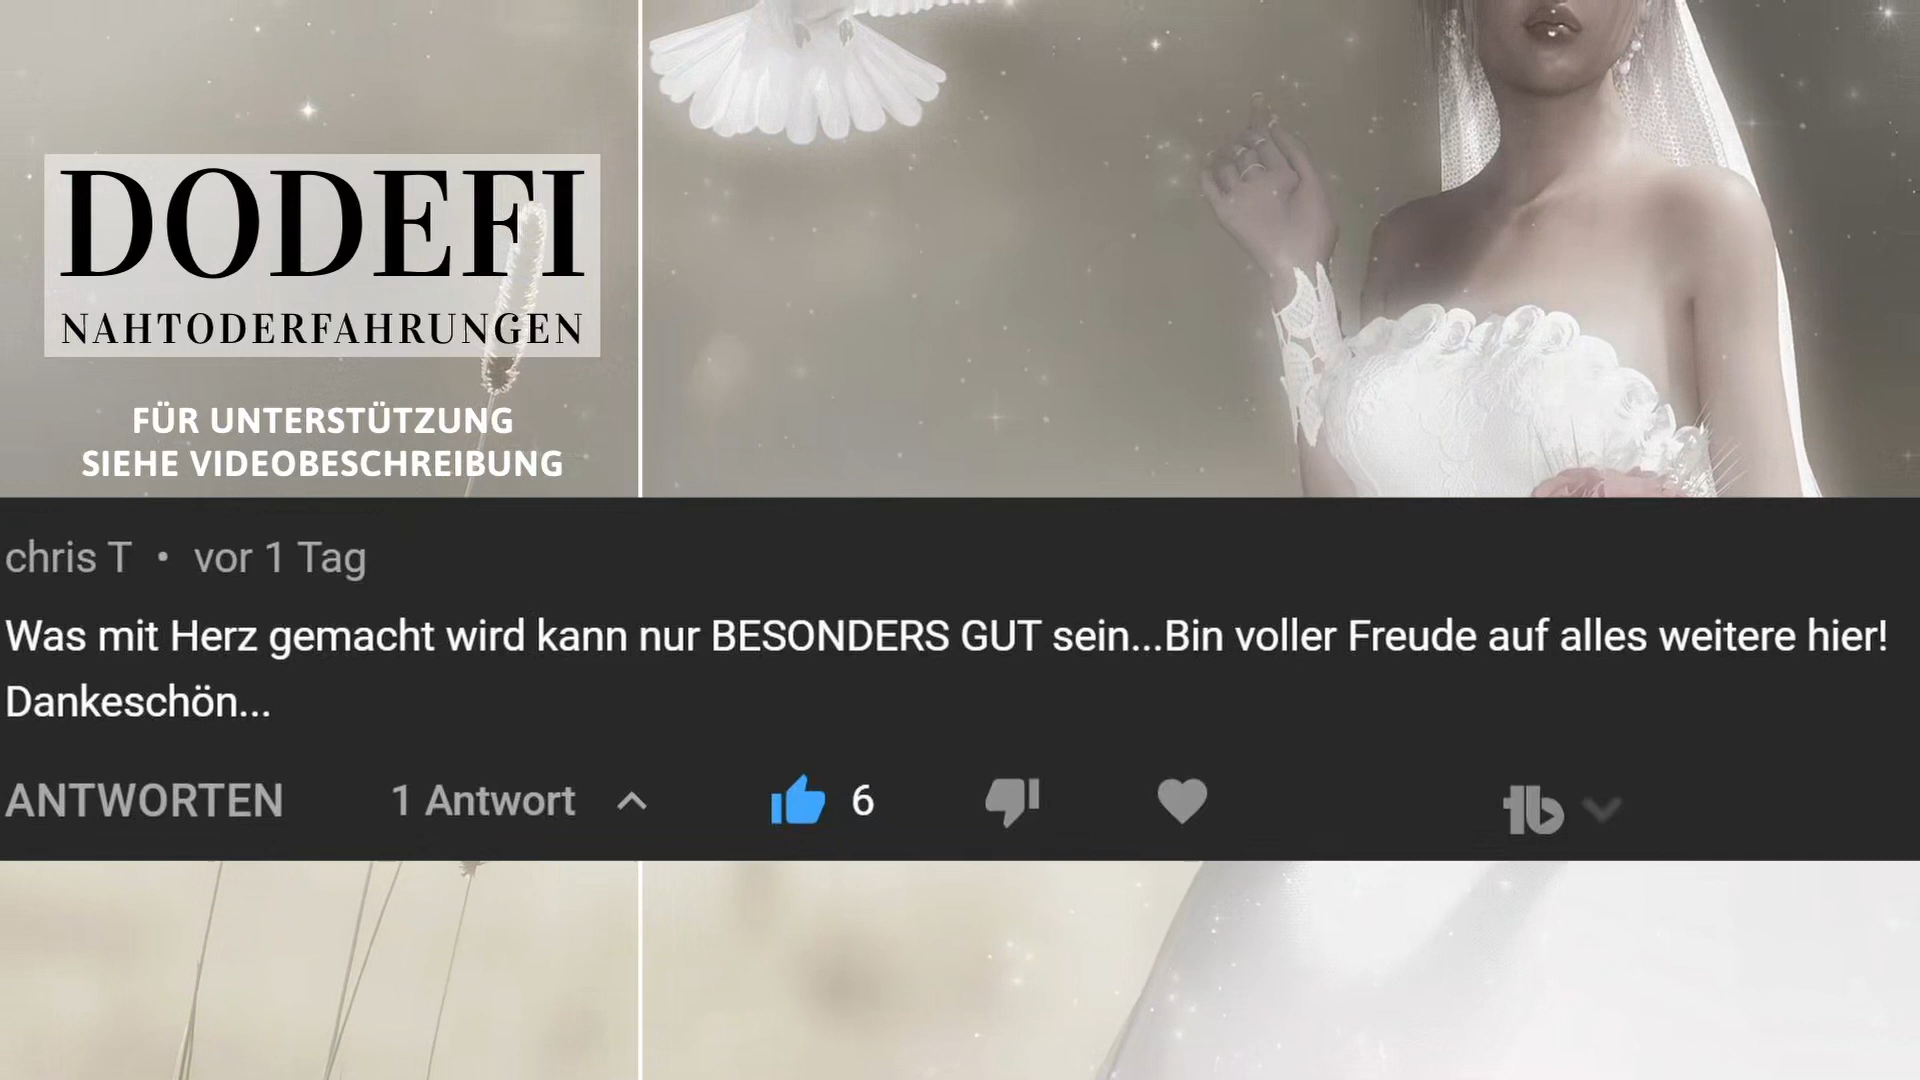 DODEFI
NAHTODERFAHRUNGEN
FÜR UNTERSTÜTZUNG
SIEHE VIDEOBESCHREIBUNG
chris T • vor 1 Tag
Was mit Herz gemacht wird kann nur BESONDERS GUT sein...Bin voller Freude auf alles weitere hier!
Dankeschön...
ANTWORTEN 1 Antwort 6 tb